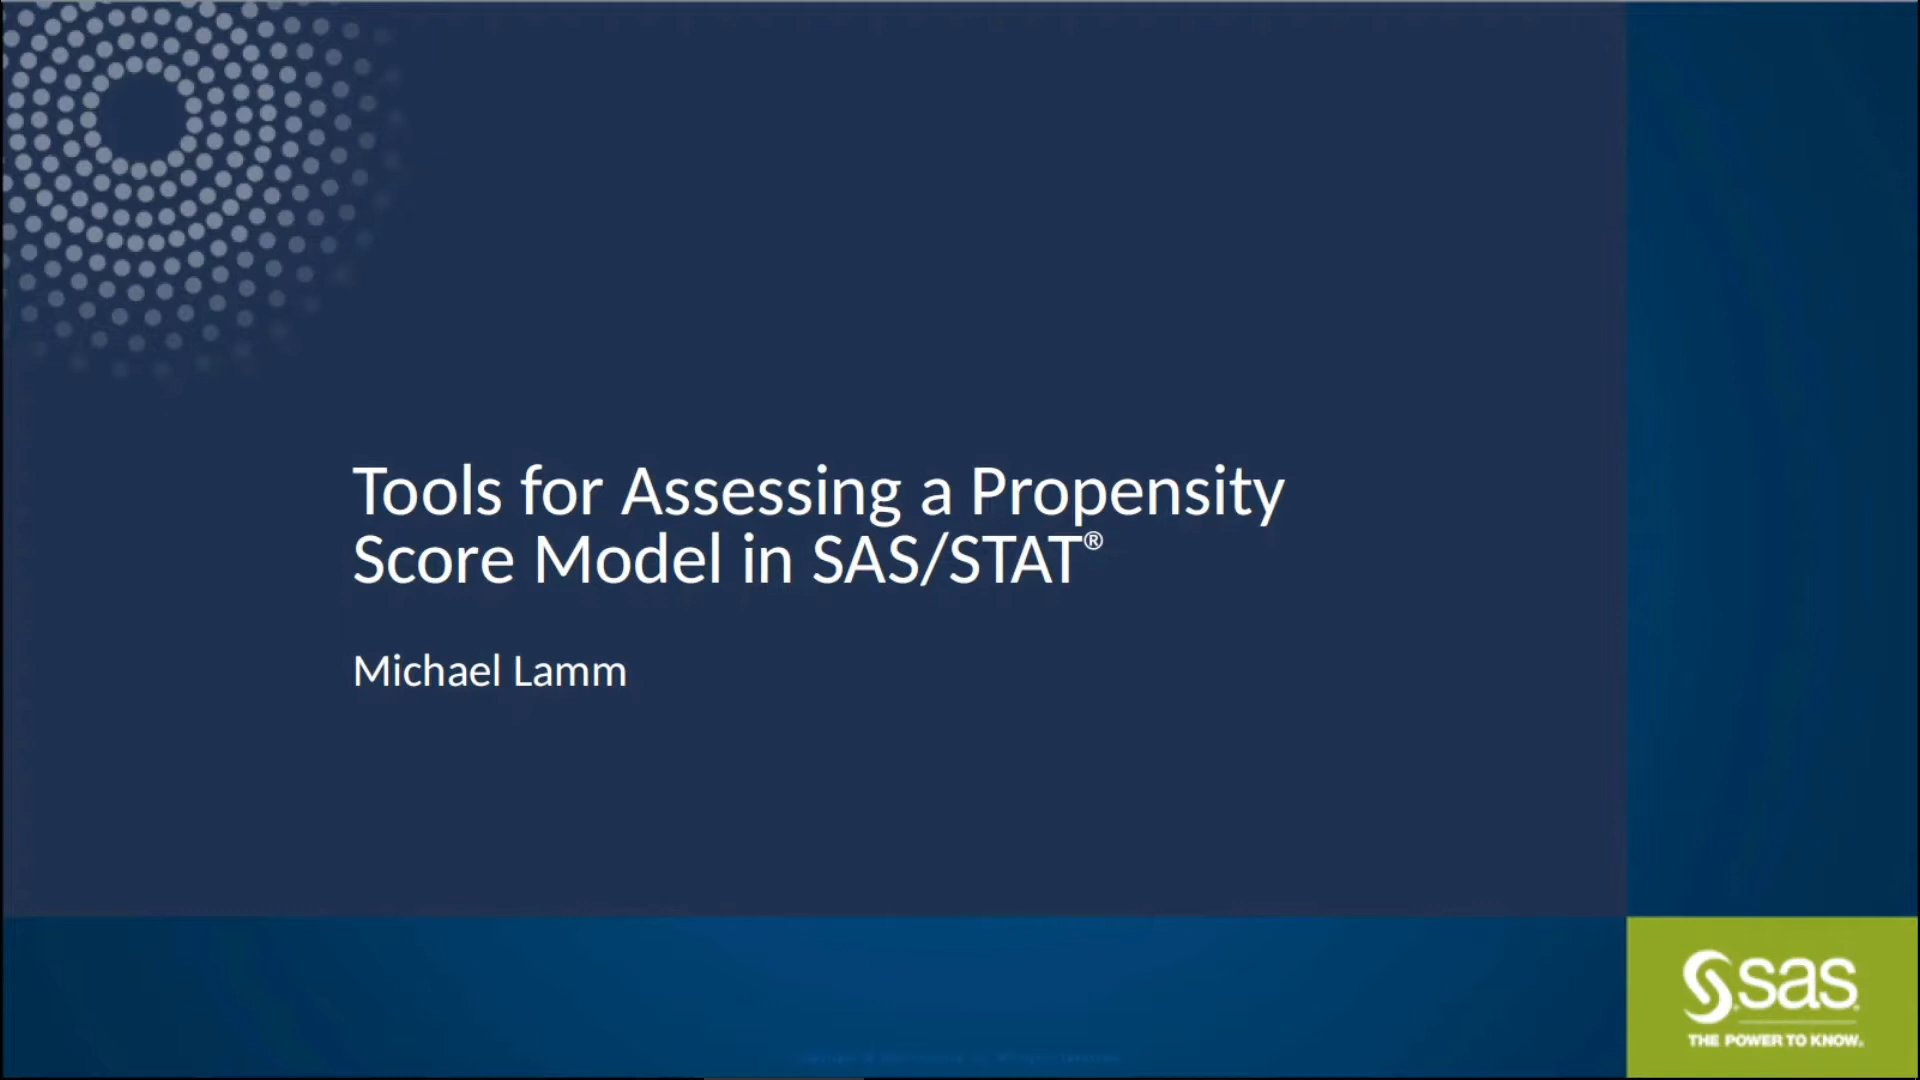 Tools for Assessing a Propensity
Score Model in SAS/STAT®
Michael Lamm
sas
THE POWER TO KNOW.